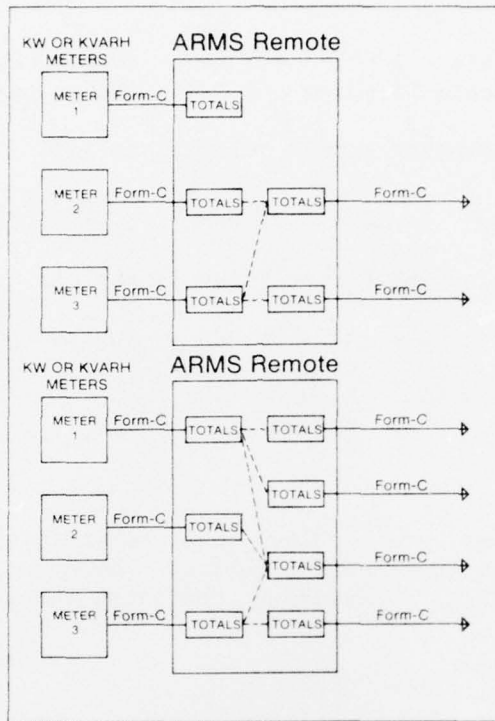 KW OR KVARH
METERS
ARMS Remote
METER
1
Form-C
TOTALS
METER
2
Form-C
TOTALS
TOTALS
Form-C
METER
3
Form-C
TOTALS
TOTALS
Form-C
KW OR KVARH
METERS
ARMS Remote
METER
1
Form-C
TOTALS
TOTALS
Form-C
TOTALS
Form-C
METER
2
Form-C
TOTALS
TOTALS
Form-C
METER
3
Form-C
TOTALS
TOTALS
Form-C